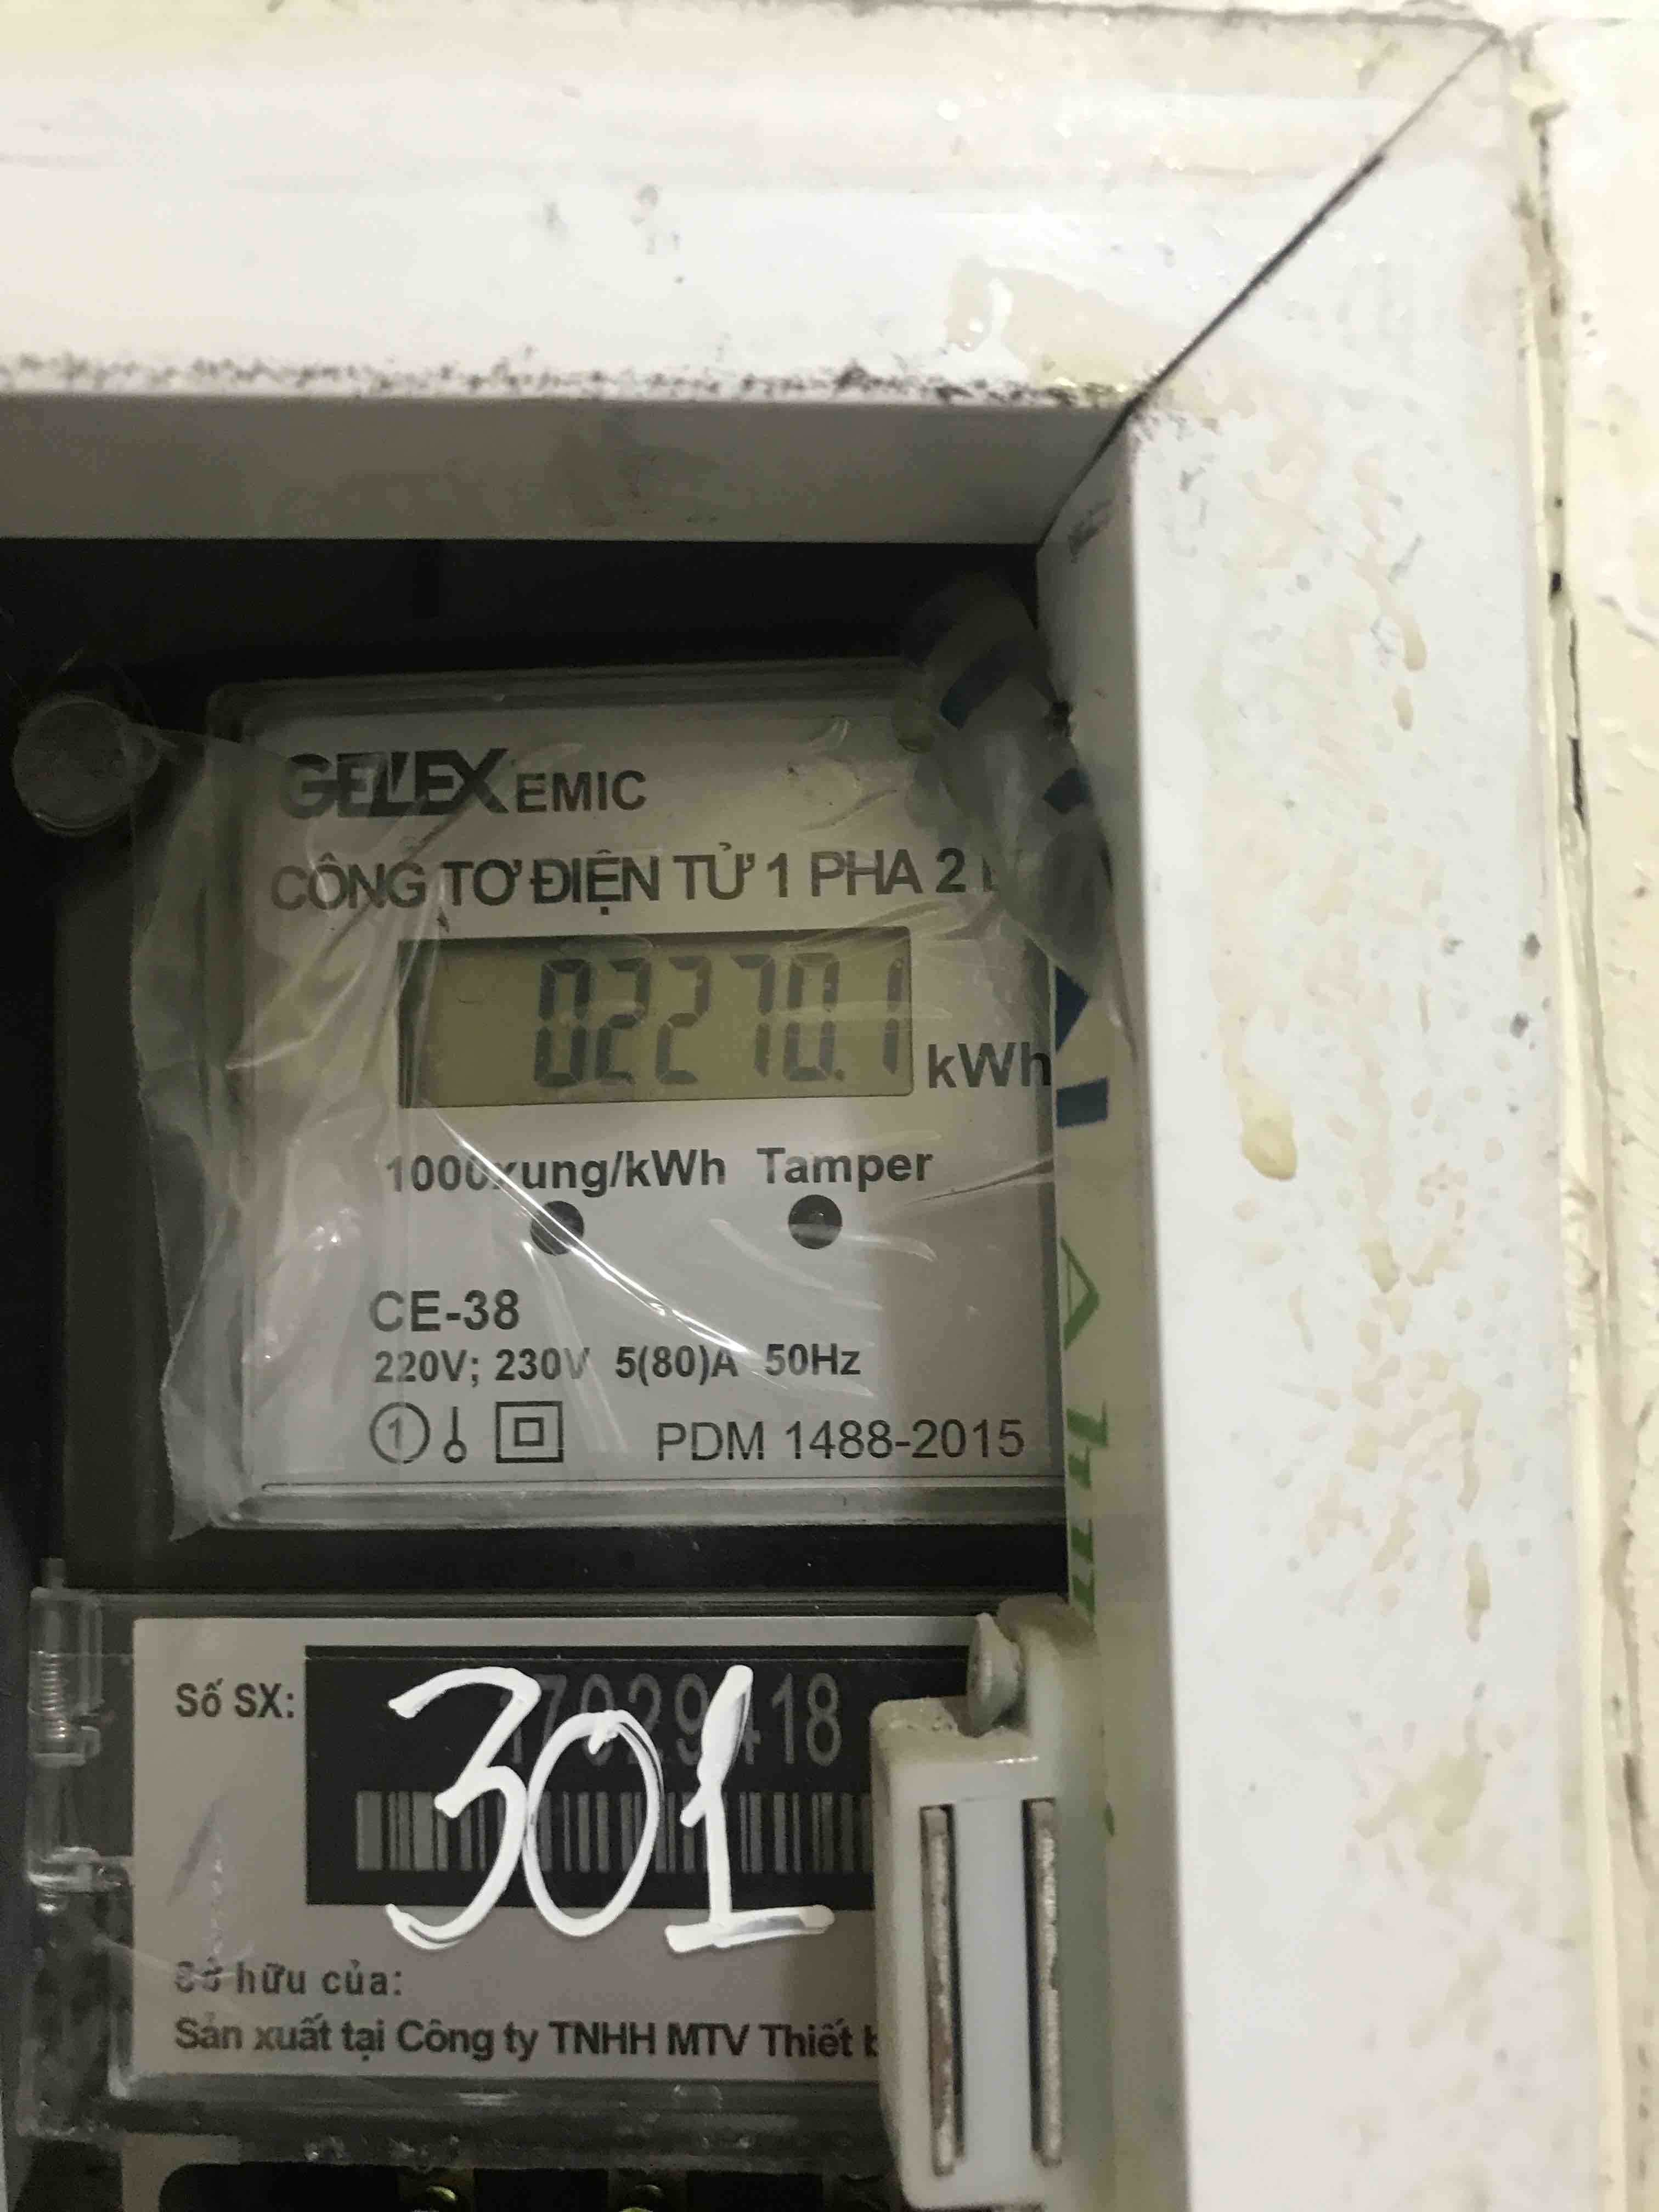 GELEX EMIC
CÔNG TƠ ĐIỆN TỬ 1 PHA 2
02270.1 kWh
1000xung/kWh Tamper
CE-38
220V; 230V 5(80)A 50Hz
1 PDM 1488-2015
Số SX:
301
Sở hữu của:
Sản xuất tại Công ty TNHH MTV Thiết